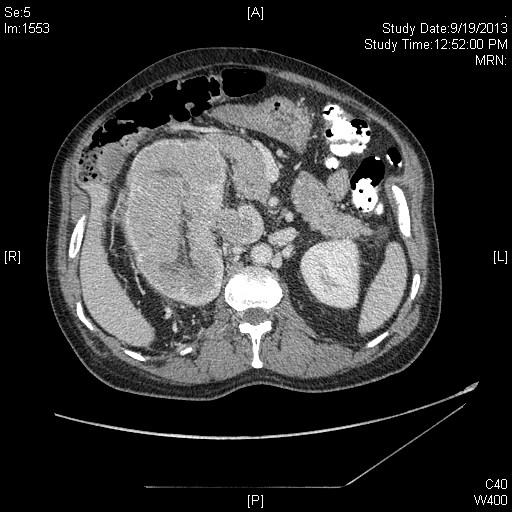 Se:5
Im:1553
[A]
Study Date:9/19/2013
Study Time:12:52:00 PM
MRN:
[R]
[L]
[P]
C40
W400